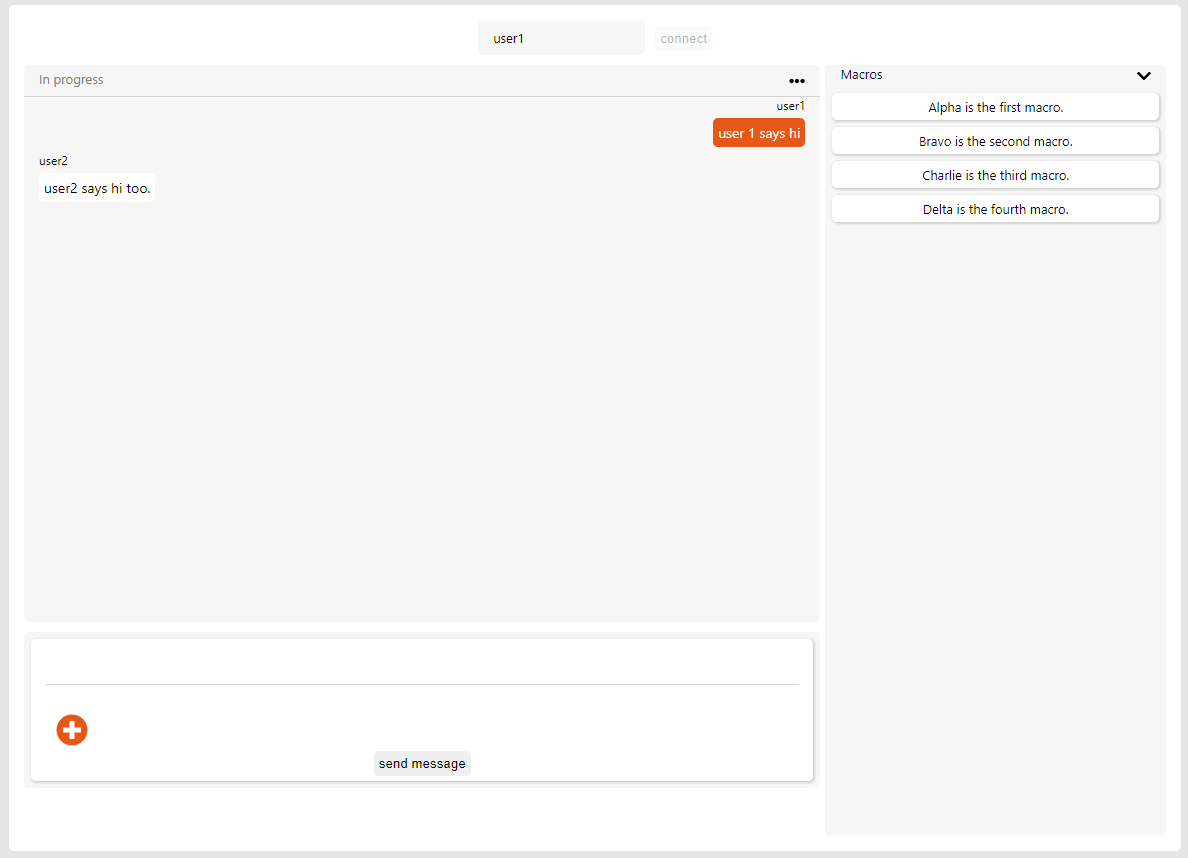 user1 connect
In progress
user1
user 1 says hi
user2
user2 says hi too.
send message
Macros
Alpha is the first macro.
Bravo is the second macro.
Charlie is the third macro.
Delta is the fourth macro.